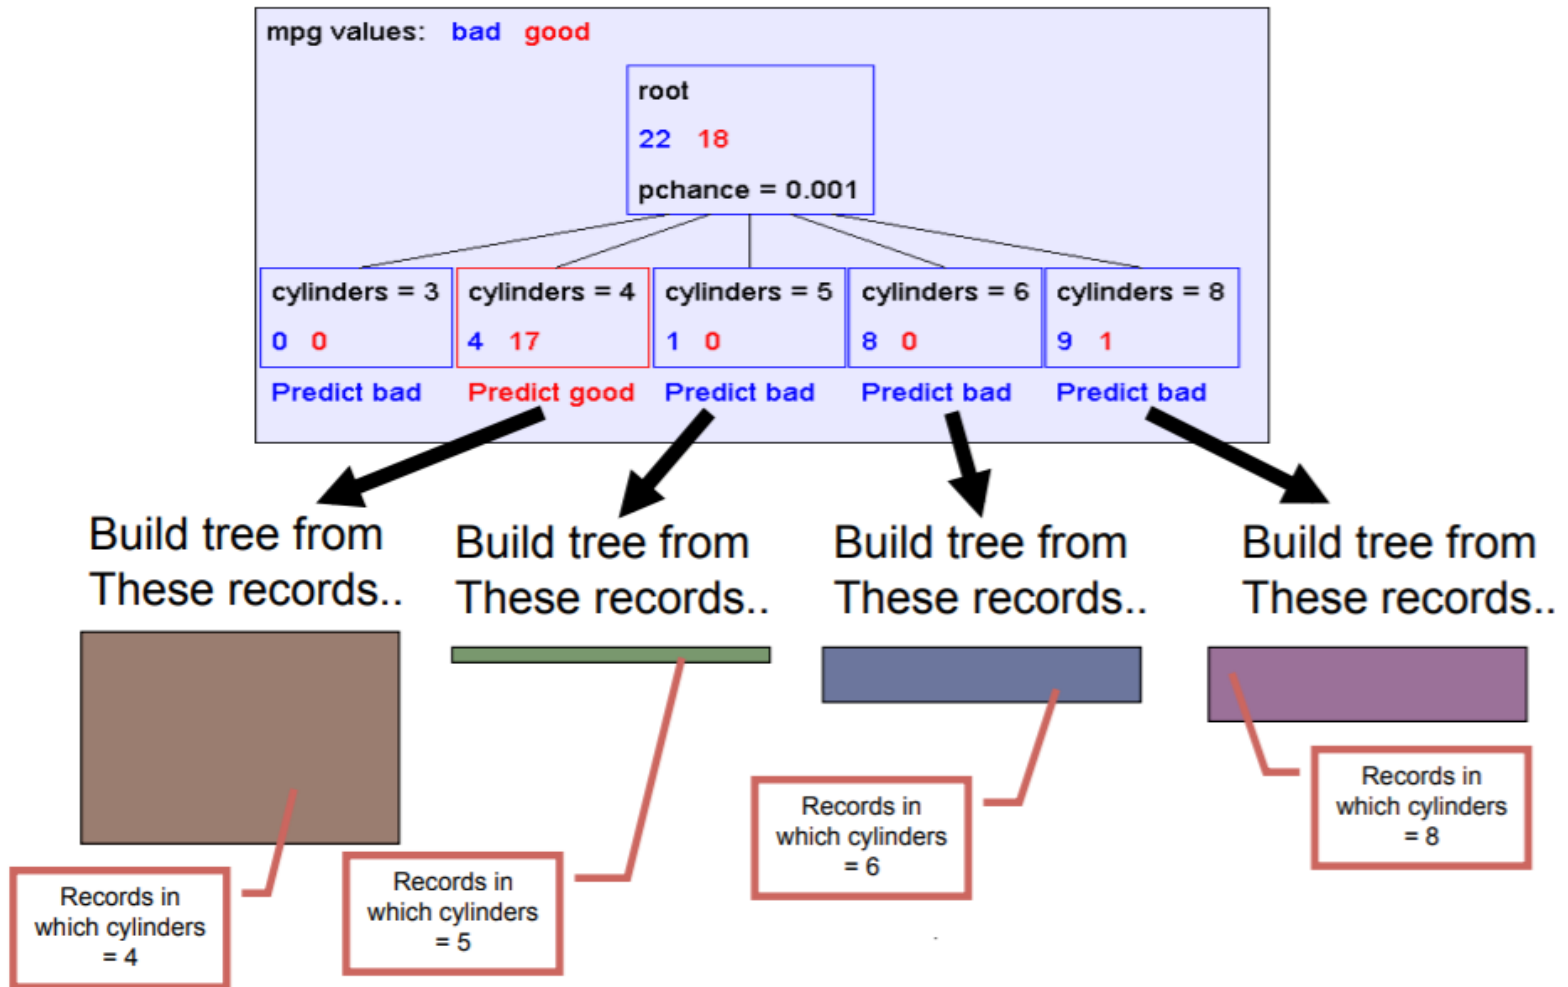 mpg values: bad good
root
22 18
pchance = 0.001
cylinders = 3
0 0
Predict bad
cylinders = 4
4 17
Predict good
cylinders = 5
1 0
Predict bad
cylinders = 6
8 0
Predict bad
cylinders = 8
9 1
Predict bad
Build tree from
These records..
Build tree from
These records..
Build tree from
These records..
Build tree from
These records..
Records in
which cylinders
= 4
Records in
which cylinders
= 5
Records in
which cylinders
= 6
Records in
which cylinders
= 8